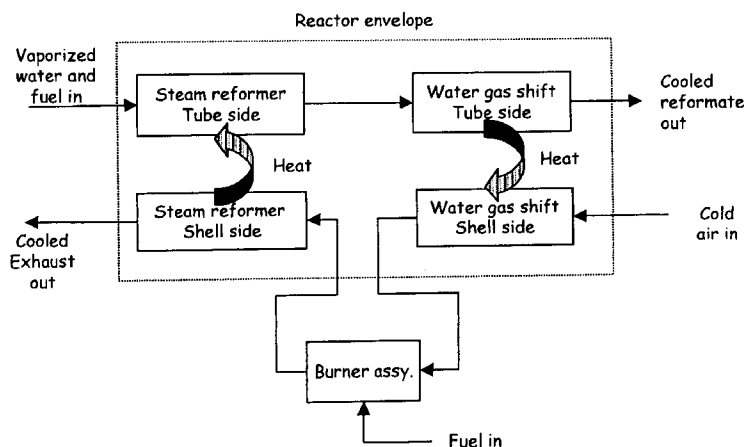 Reactor envelope
Vaporized
water and
fuel in
Steam reformer
Tube side
Water gas shift
Tube side
Cooled
reformate
out
Heat
Heat
Steam reformer
Shell side
Water gas shift
Shell side
Cooled
Exhaust
out
Cold
air in
Burner assy.
Fuel in